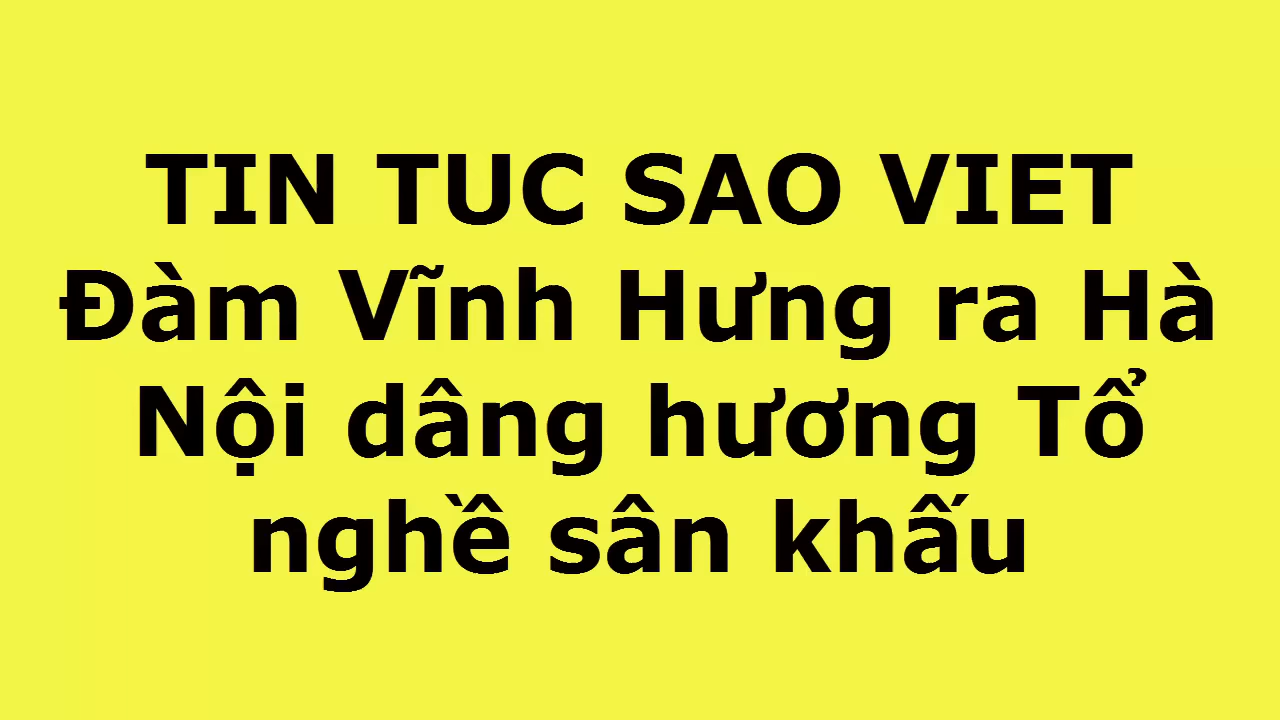 TIN TUC SAO VIET
Đàm Vĩnh Hưng ra Hà
Nội dâng hương Tổ
nghề sân khấu